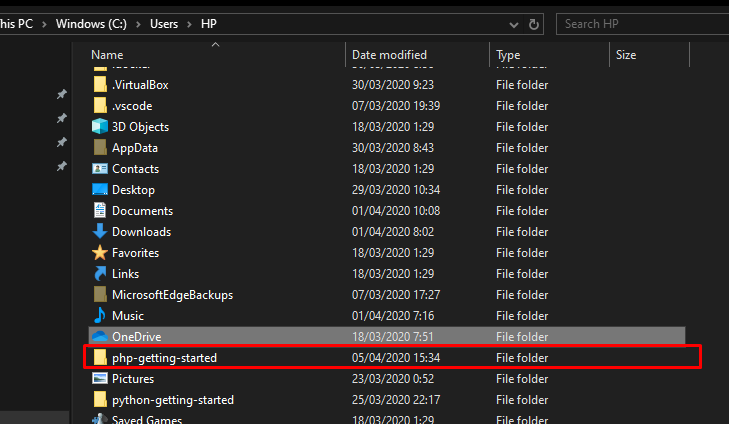 his PC > Windows (C:) > Users > HP
Search HP
Name Date modified Type Size
.VirtualBox 30/03/2020 9:23 File folder
.vscode 07/03/2020 19:39 File folder
3D Objects 18/03/2020 1:29 File folder
AppData 30/03/2020 8:43 File folder
Contacts 18/03/2020 1:29 File folder
Desktop 29/03/2020 10:34 File folder
Documents 01/04/2020 10:08 File folder
Downloads 01/04/2020 8:02 File folder
Favorites 18/03/2020 1:29 File folder
Links 18/03/2020 1:29 File folder
MicrosoftEdgeBackups 07/03/2020 17:27 File folder
Music 01/04/2020 7:16 File folder
OneDrive 18/03/2020 7:51 File folder
php-getting-started 05/04/2020 15:34 File folder
Pictures 23/03/2020 0:52 File folder
python-getting-started 25/03/2020 22:17 File folder
Saved Games 18/03/2020 1:29 File folder